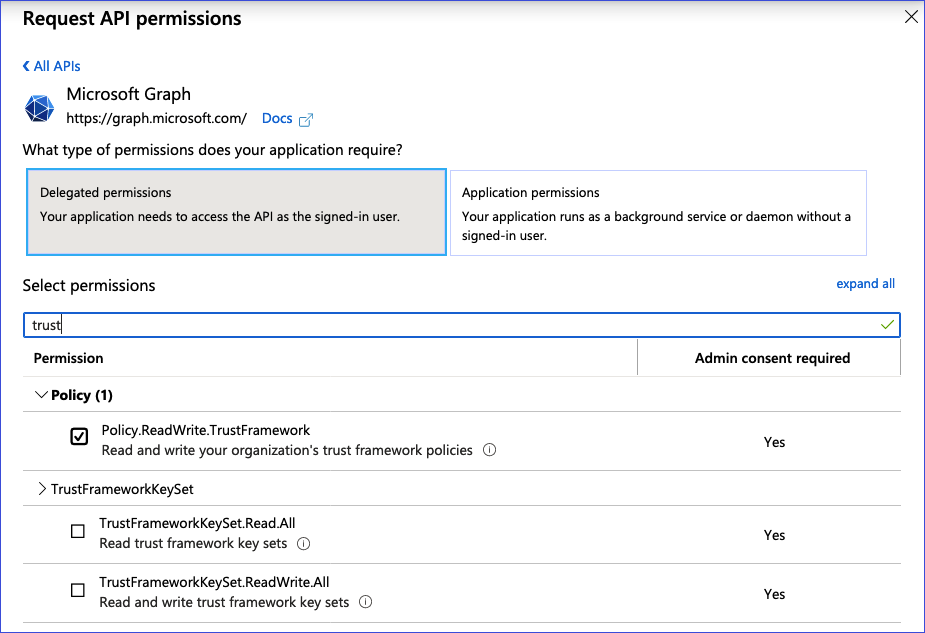 Request API permissions
All APIs
Microsoft Graph
https://graph.microsoft.com/ Docs
What type of permissions does your application require?
Delegated permissions
Your application needs to access the API as the signed-in user.
Application permissions
Your application runs as a background service or daemon without a
signed-in user.
Select permissions
expand all
trust
Permission
Admin consent required
Policy (1)
Policy.ReadWrite.TrustFramework
Read and write your organization's trust framework policies
Yes
TrustFrameworkKeySet
TrustFrameworkKeySet.Read.All
Read trust framework key sets
Yes
TrustFrameworkKeySet.ReadWrite.All
Read and write trust framework key sets
Yes